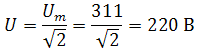 U = U_m/√2 = 311/√2 = 220 В